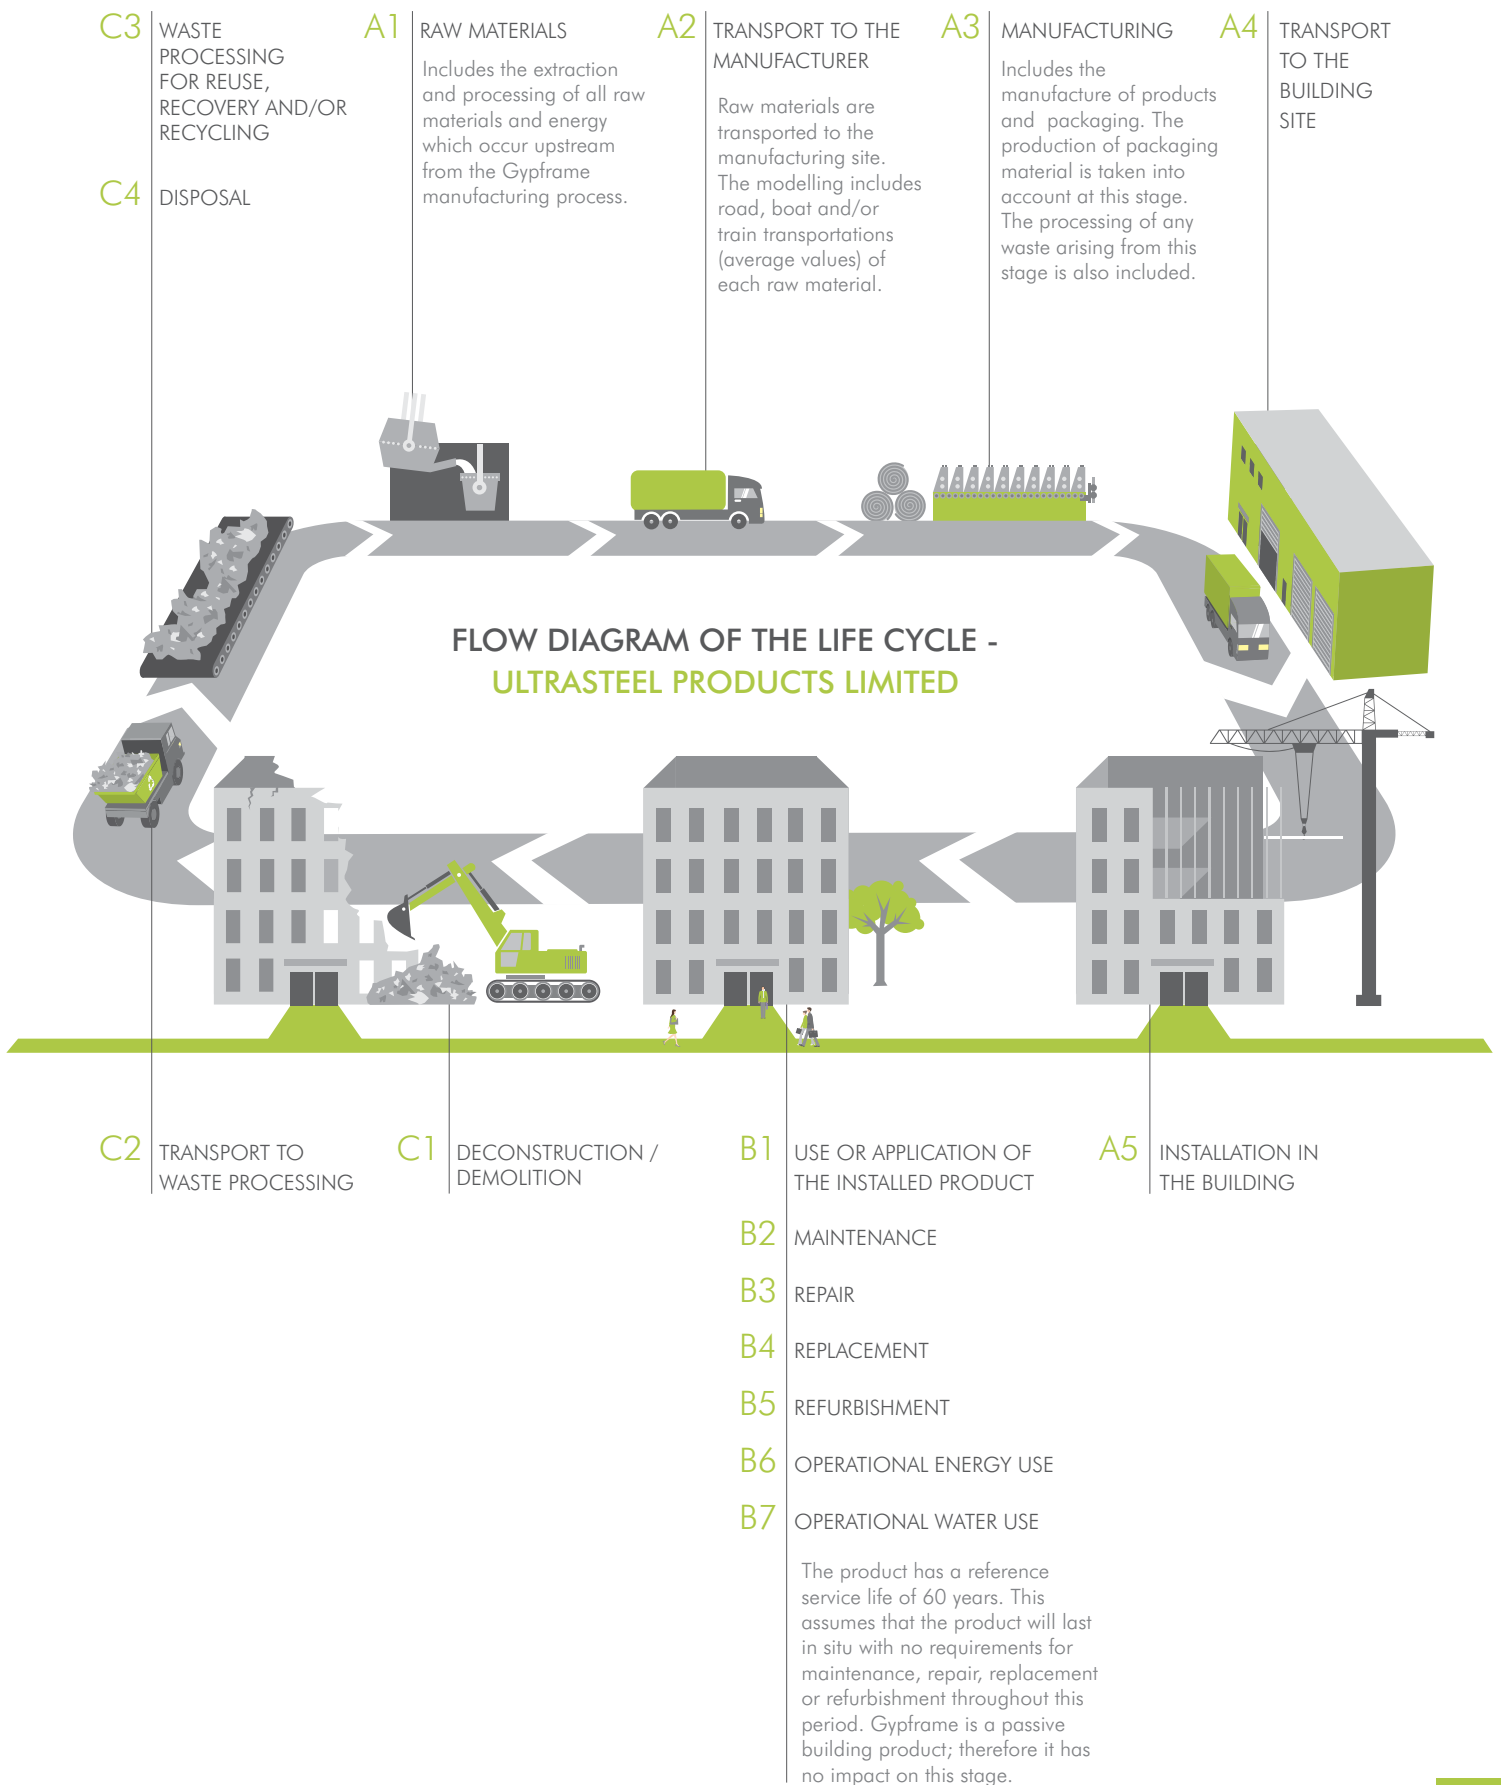 C3
WASTE
PROCESSING
FOR REUSE,
RECOVERY AND/OR
RECYCLING
C4
DISPOSAL
A1
RAW MATERIALS
Includes the extraction
and processing of all raw
materials and energy
which occur upstream
from the Gypframe
manufacturing process.
A2
TRANSPORT TO THE
MANUFACTURER
Raw materials are
transported to the
manufacturing site.
The modelling includes
road, boat and/or
train transportations
(average values) of
each raw material.
A3
MANUFACTURING
Includes the
manufacture of products
and packaging. The
production of packaging
material is taken into
account at this stage.
The processing of any
waste arising from this
stage is also included.
A4
TRANSPORT
TO THE
BUILDING
SITE
FLOW DIAGRAM OF THE LIFE CYCLE -
ULTRASTEEL PRODUCTS LIMITED
C2
TRANSPORT TO
WASTE PROCESSING
C1
DECONSTRUCTION /
DEMOLITION
B1
USE OR APPLICATION OF
THE INSTALLED PRODUCT
B2
MAINTENANCE
B3
REPAIR
B4
REPLACEMENT
B5
REFURBISHMENT
B6
OPERATIONAL ENERGY USE
B7
OPERATIONAL WATER USE
The product has a reference
service life of 60 years. This
assumes that the product will last
in situ with no requirements for
maintenance, repair, replacement
or refurbishment throughout this
period. Gypframe is a passive
building product; therefore it has
no impact on this stage.
A5
INSTALLATION IN
THE BUILDING